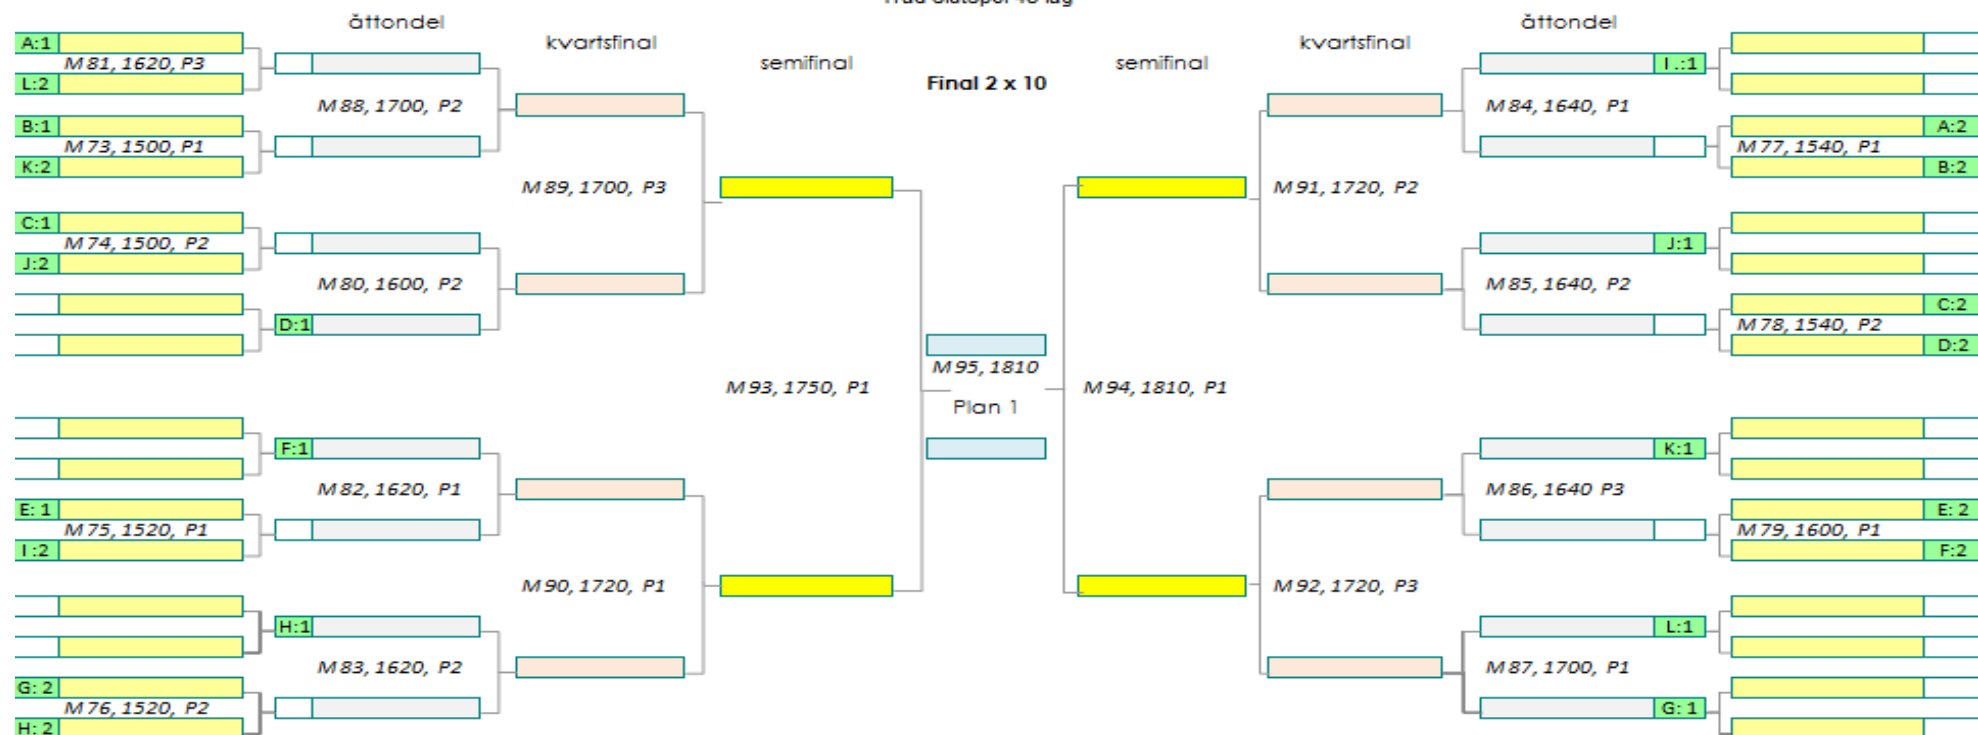 åttondel
kvartsfinal
semifinal
Final 2 x 10
semifinal
kvartsfinal
åttondel
A:1
M 81, 1620, P3
L:2
B:1
M 73, 1500, P1
K:2
C:1
M 74, 1500, P2
J:2
D:1
F:1
E: 1
M 75, 1520, P1
I :2
H:1
G: 2
M 76, 1520, P2
H: 2
M 88, 1700, P2
M 80, 1600, P2
M 82, 1620, P1
M 83, 1620, P2
M 89, 1700, P3
M 90, 1720, P1
M 93, 1750, P1
M 95, 1810
Plan 1
M 94, 1810, P1
M 91, 1720, P2
M 92, 1720, P3
I .:1
M 84, 1640, P1
J:1
M 85, 1640, P2
K:1
M 86, 1640 P3
L:1
M 87, 1700, P1
G: 1
A:2
M 77, 1540, P1
B:2
C:2
M 78, 1540, P2
D:2
E: 2
M 79, 1600, P1
F:2